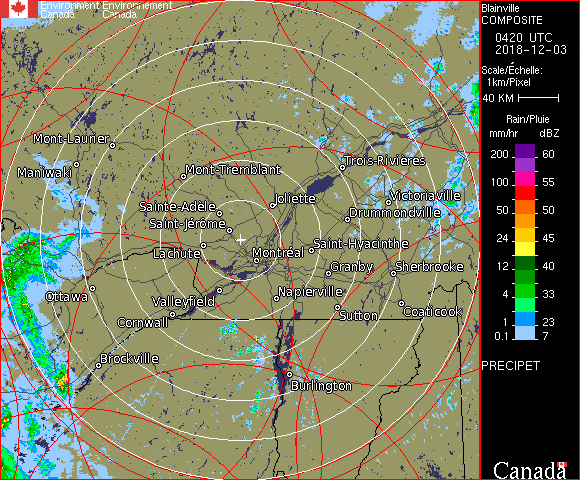 Environment Environnement
Canada Canada
Blainville
COMPOSITE
0420 UTC
2018-12-03
Scale/Échelle:
1km/Pixel
40 KM
Rain/Pluie
mm/hr dBZ
200 60
100 55
50 50
24 45
12 40
4 33
1 23
0.1 7
PRECIPET
Canada
Mont-Laurier
Maniwaki
Mont-Tremblant
Trois-Rivières
Sainte-Adèle
Joliette
Victoriaville
Drummondville
Saint-Jérôme
Lachute
Montréal
Saint-Hyacinthe
Granby
Sherbrooke
Ottawa
Valleyfield
Napierville
Cornwall
Sutton
Coaticook
Brockville
Burlington